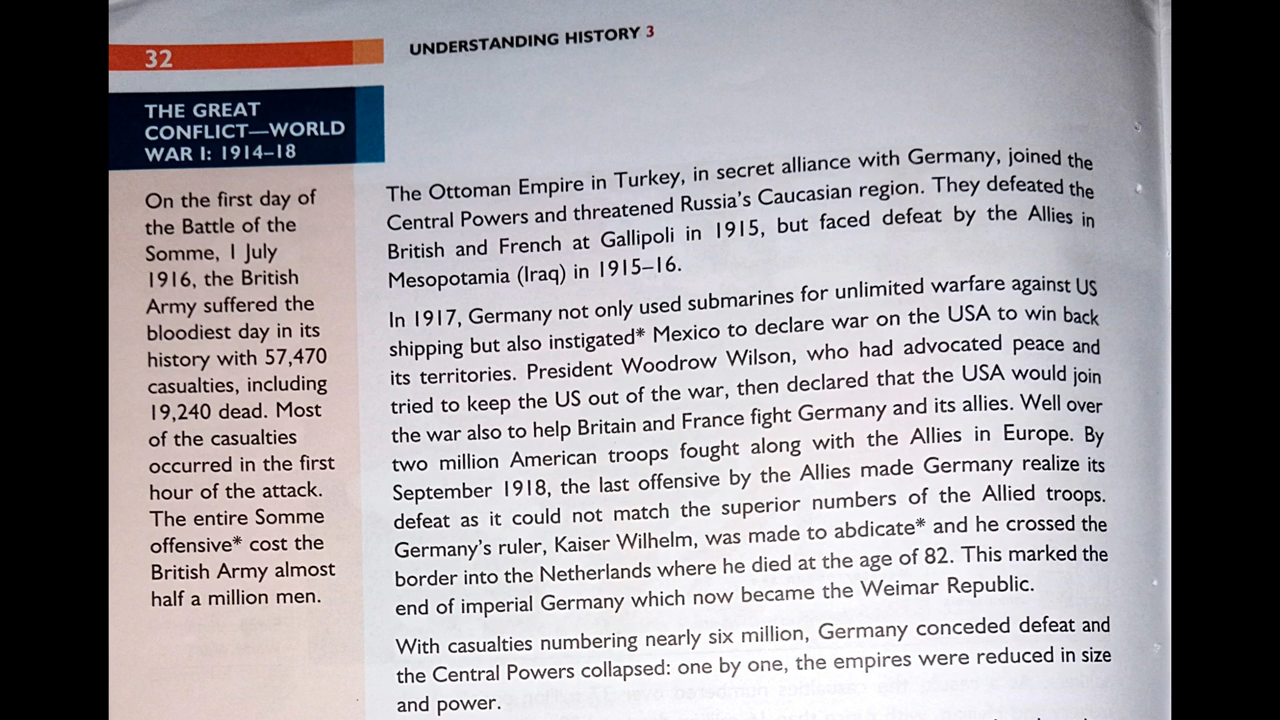 32
UNDERSTANDING HISTORY 3
THE GREAT
CONFLICT—WORLD
WAR I: 1914–18
On the first day of
the Battle of the
Somme, 1 July
1916, the British
Army suffered the
bloodiest day in its
history with 57,470
casualties, including
19,240 dead. Most
of the casualties
occurred in the first
hour of the attack.
The entire Somme
offensive* cost the
British Army almost
half a million men.
The Ottoman Empire in Turkey, in secret alliance with Germany, joined the
Central Powers and threatened Russia's Caucasian region. They defeated the
British and French at Gallipoli in 1915, but faced defeat by the Allies in
Mesopotamia (Iraq) in 1915–16.
In 1917, Germany not only used submarines for unlimited warfare against US
shipping but also instigated* Mexico to declare war on the USA to win back
its territories. President Woodrow Wilson, who had advocated peace and
tried to keep the US out of the war, then declared that the USA would join
the war also to help Britain and France fight Germany and its allies. Well over
two million American troops fought along with the Allies in Europe. By
September 1918, the last offensive by the Allies made Germany realize its
defeat as it could not match the superior numbers of the Allied troops.
Germany's ruler, Kaiser Wilhelm, was made to abdicate* and he crossed the
border into the Netherlands where he died at the age of 82. This marked the
end of imperial Germany which now became the Weimar Republic.
With casualties numbering nearly six million, Germany conceded defeat and
the Central Powers collapsed: one by one, the empires were reduced in size
and power.